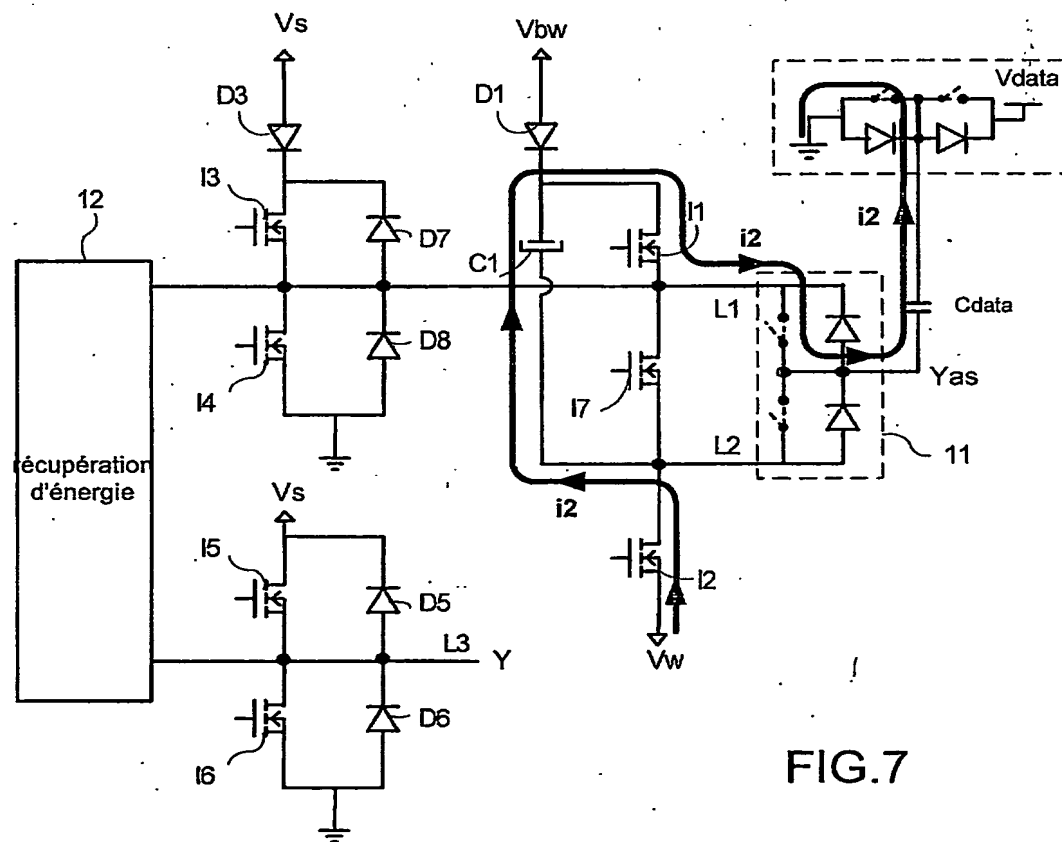 Vs
Vbw
Vdata
D3
D1
I3
12
D7
I1
i2
i2
C1
L1
Cdata
I4
D8
I7
Yas
récupération
d'énergie
L2
11
Vs
i2
I5
D5
I2
L3
Y
Vw
I6
D6
FIG.7